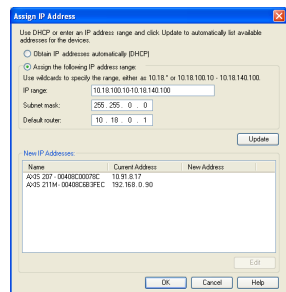 Assign IP Address
Use DHCP or enter an IP address range and click Update to automatically list available
addresses for the devices.
Obtain IP addresses automatically (DHCP)
Assign the following IP address range:
Use wildcards to specify the range, either as 10.18.* or 10.18.100.10 - 10.18.140.100.
IP range: 10.18.100.10-10.18.140.100
Subnet mask: 255. 255. 0 . 0
Default router: 10 . 18 . 0 . 1
Update
New IP Addresses:
Name Current Address New Address
AXIS 207 - 00408C00078C 10.91.8.17
AXIS 211M - 00408C6B3FEC 192.168.0.90
Edit
OK Cancel Help